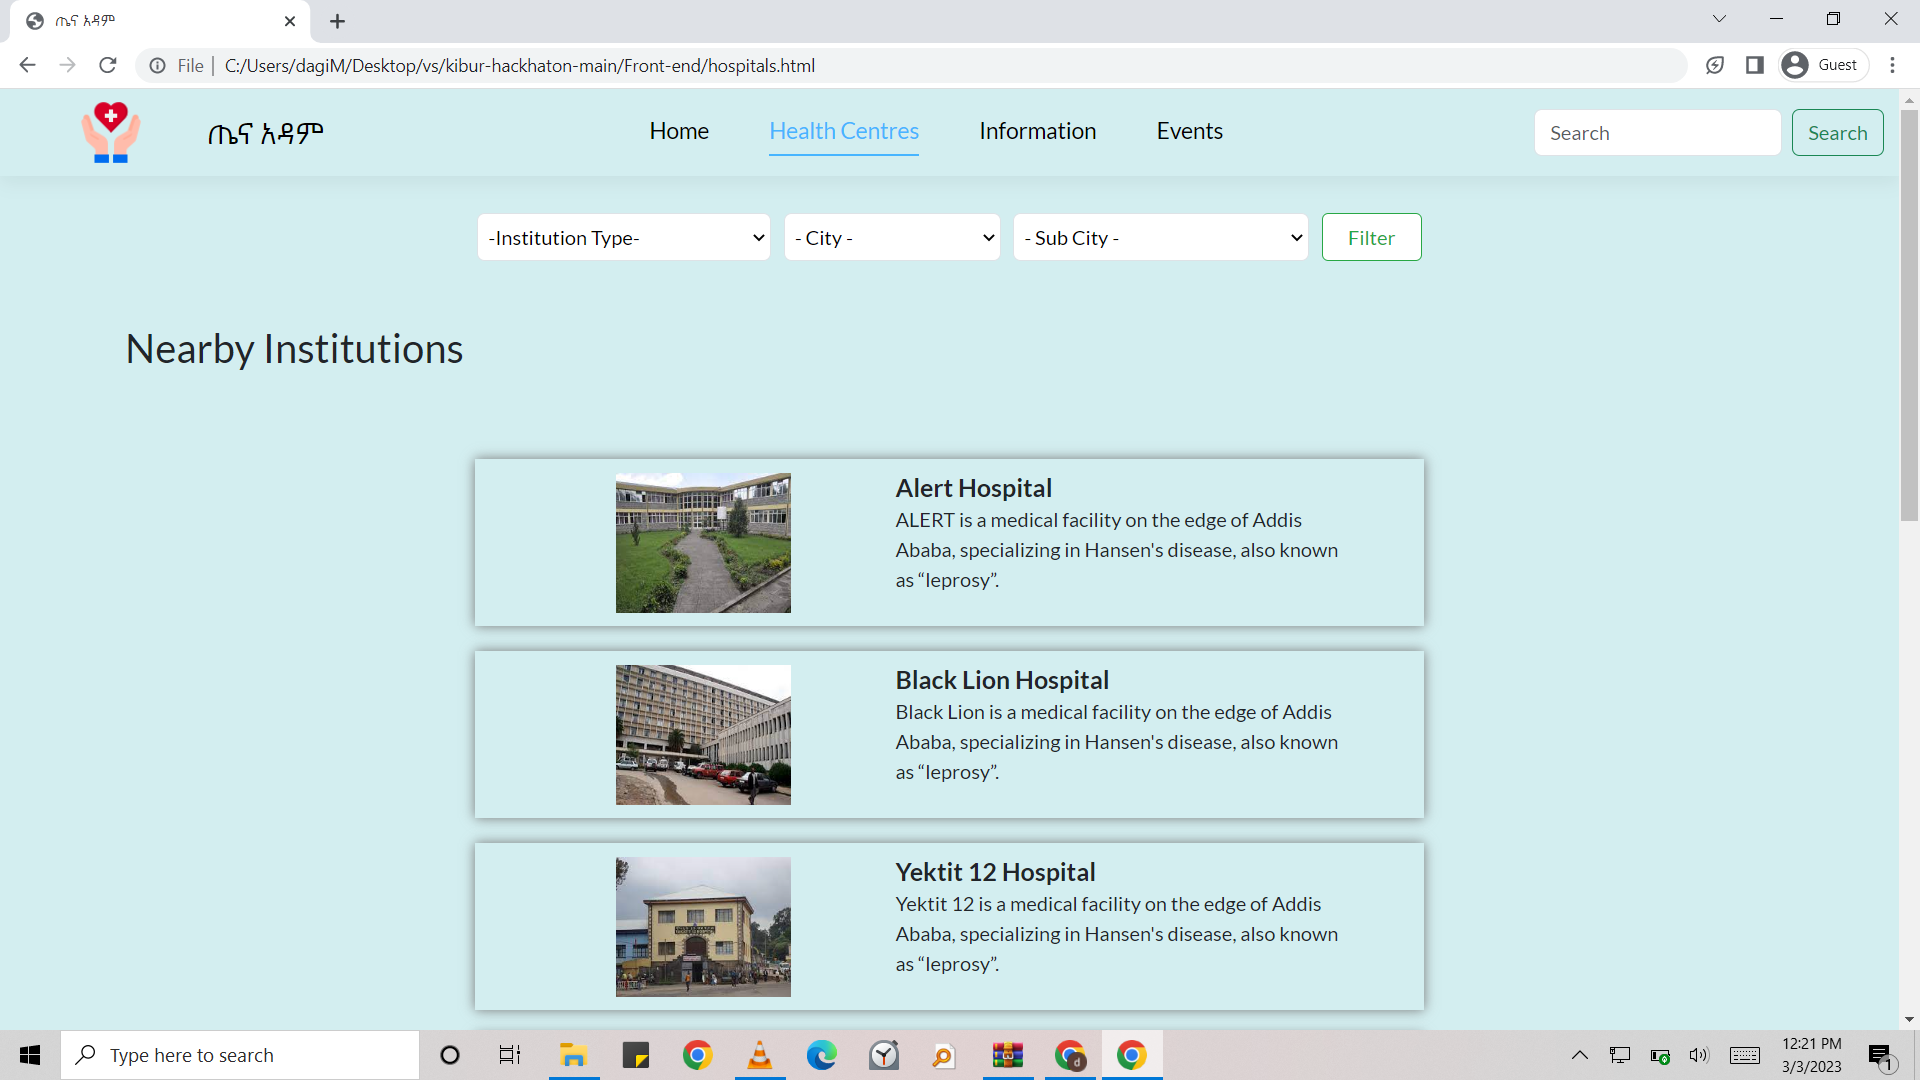 ጤና አዳም
File
C:/Users/dagiM/Desktop/vs/kibur-hackhaton-main/Front-end/hospitals.html
Guest
ጤና አዳም
Home
Health Centres
Information
Events
Search
Search
-Institution Type-
- City -
- Sub City -
Filter
Nearby Institutions
Alert Hospital
ALERT is a medical facility on the edge of Addis
Ababa, specializing in Hansen's disease, also known
as “leprosy”.
Black Lion Hospital
Black Lion is a medical facility on the edge of Addis
Ababa, specializing in Hansen's disease, also known
as “leprosy”.
Yektit 12 Hospital
Yektit 12 is a medical facility on the edge of Addis
Ababa, specializing in Hansen's disease, also known
as “leprosy”.
Type here to search
d
12:21 PM
3/3/2023
1